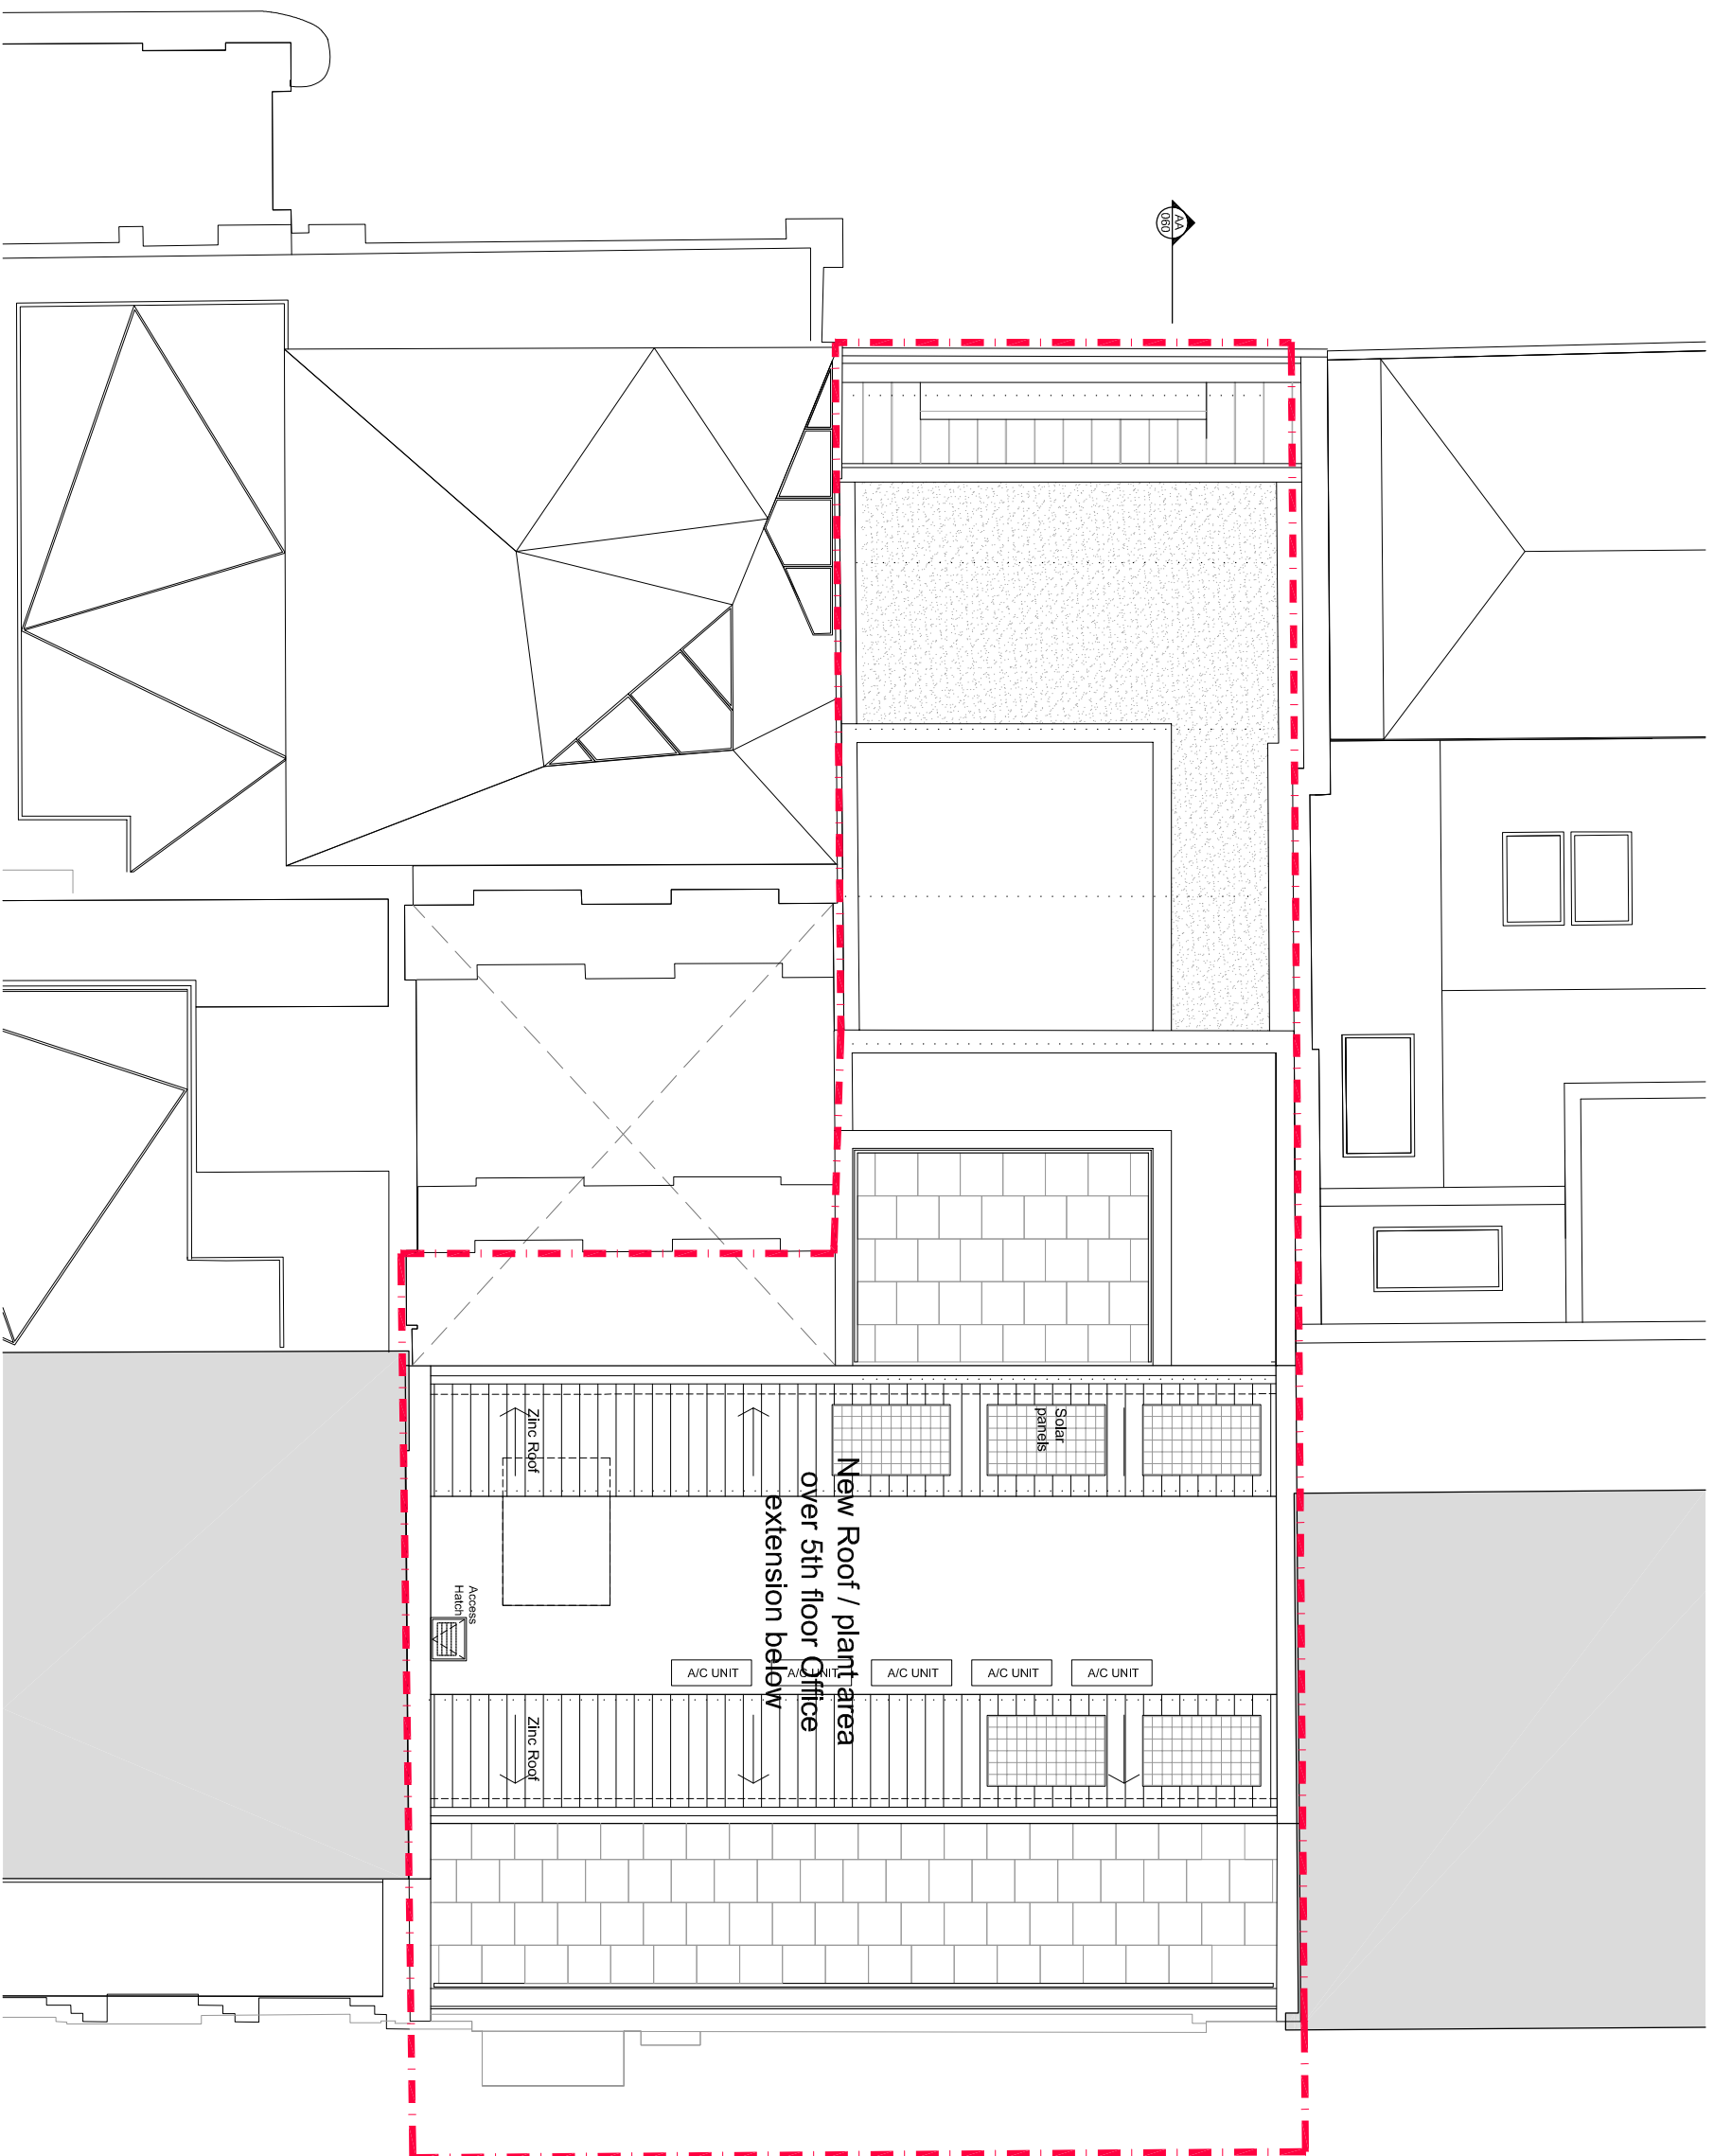 AA
060
Zinc Roof
Solar
panels
New Roof / plant area
over 5th floor Office
extension below
Access
Hatch
A/C UNIT
A/C UNIT
A/C UNIT
A/C UNIT
A/C UNIT
Zinc Roof